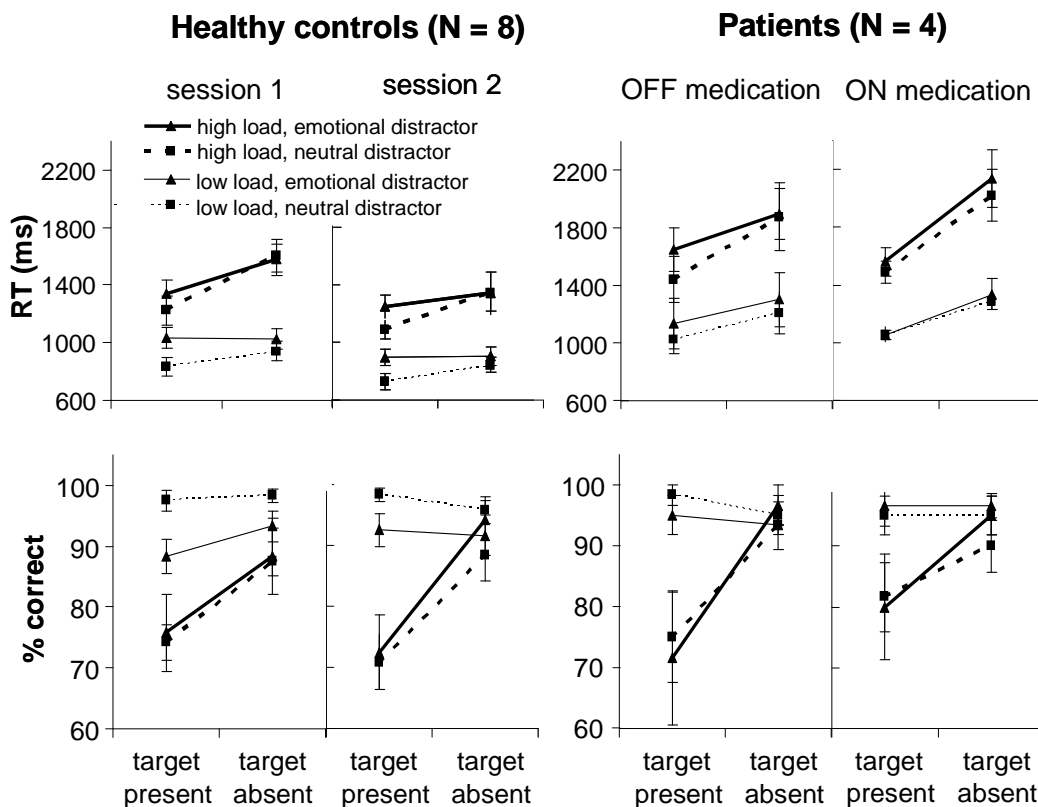 Healthy controls (N = 8)
Patients (N = 4)
session 1
session 2
OFF medication
ON medication
high load, emotional distractor
high load, neutral distractor
low load, emotional distractor
low load, neutral distractor
RT (ms)
2200
1800
1400
1000
600
2200
1800
1400
1000
600
% correct
100
90
80
70
60
100
90
80
70
60
target present
target absent
target present
target absent
target present
target absent
target present
target absent